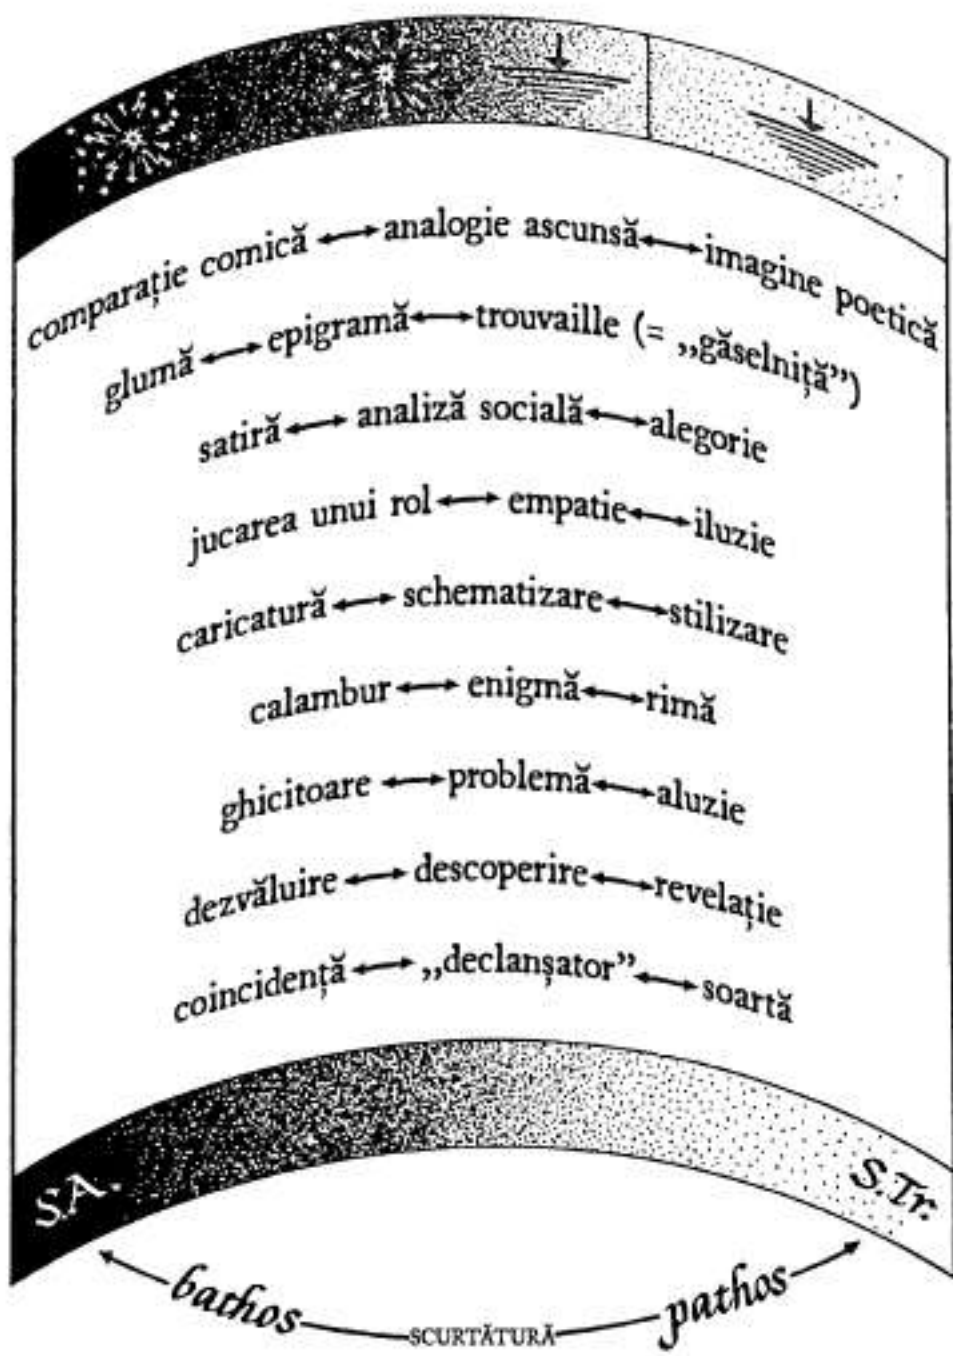 comparație comică ↔ analogie ascunsă ↔ imagine poetică
glumă ↔ epigramă ↔ trouvaille (= „găselniță”)
satiră ↔ analiză socială ↔ alegorie
jucarea unui rol ↔ empatie ↔ iluzie
caricatură ↔ schematizare ↔ stilizare
calambur ↔ enigmă ↔ rimă
ghicitoare ↔ problemă ↔ aluzie
dezvăluire ↔ descoperire ↔ revelație
coincidență ↔ „declanșator” ↔ soartă
S.A. S.Tr.
bathos SCURTĂTURĂ pathos